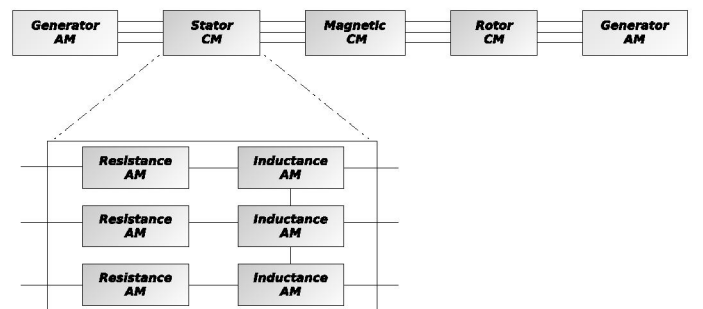 Generator
AM
Stator
CM
Magnetic
CM
Rotor
CM
Generator
AM
Resistance
AM
Inductance
AM
Resistance
AM
Inductance
AM
Resistance
AM
Inductance
AM